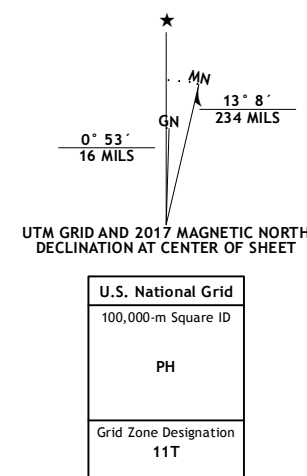 ★
MN
GN
13° 8´
234 MILS
0° 53´
16 MILS
UTM GRID AND 2017 MAGNETIC NORTH
DECLINATION AT CENTER OF SHEET
U.S. National Grid
100,000-m Square ID
PH
Grid Zone Designation
11T